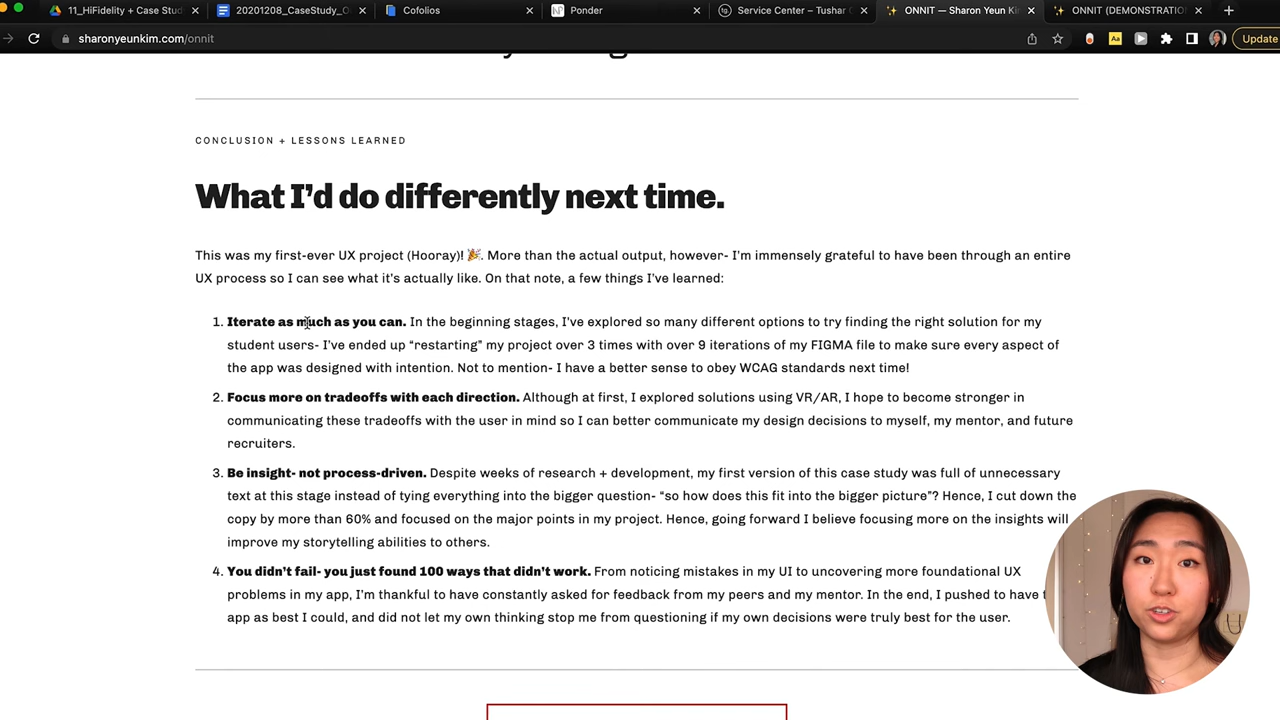 11_HiFidelity + Case Stud
20201208_CaseStudy_O
Cofolios
Ponder
Service Center – Tushar
ONNIT — Sharon Yeun Ki
ONNIT (DEMONSTRATIO
sharonyeunkim.com/onnit
Aa
Update
CONCLUSION + LESSONS LEARNED
What I’d do differently next time.
This was my first-ever UX project (Hooray)! 🎉. More than the actual output, however- I’m immensely grateful to have been through an entire
UX process so I can see what it’s actually like. On that note, a few things I’ve learned:
1. Iterate as much as you can. In the beginning stages, I’ve explored so many different options to try finding the right solution for my
student users- I’ve ended up “restarting” my project over 3 times with over 9 iterations of my FIGMA file to make sure every aspect of
the app was designed with intention. Not to mention- I have a better sense to obey WCAG standards next time!
2. Focus more on tradeoffs with each direction. Although at first, I explored solutions using VR/AR, I hope to become stronger in
communicating these tradeoffs with the user in mind so I can better communicate my design decisions to myself, my mentor, and future
recruiters.
3. Be insight- not process-driven. Despite weeks of research + development, my first version of this case study was full of unnecessary
text at this stage instead of tying everything into the bigger question- “so how does this fit into the bigger picture”? Hence, I cut down the
copy by more than 60% and focused on the major points in my project. Hence, going forward I believe focusing more on the insights will
improve my storytelling abilities to others.
4. You didn’t fail- you just found 100 ways that didn’t work. From noticing mistakes in my UI to uncovering more foundational UX
problems in my app, I’m thankful to have constantly asked for feedback from my peers and my mentor. In the end, I pushed to have
app as best I could, and did not let my own thinking stop me from questioning if my own decisions were truly best for the user.